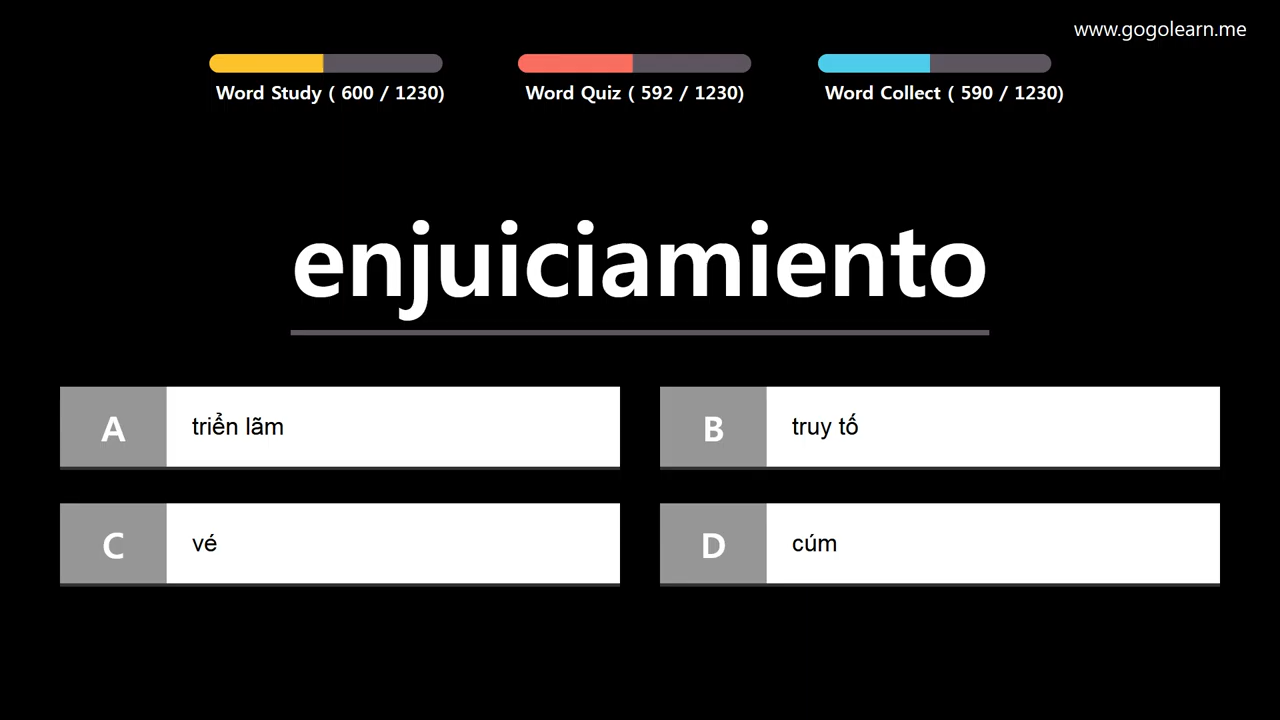 www.gogolearn.me
Word Study ( 600 / 1230)
Word Quiz ( 592 / 1230)
Word Collect ( 590 / 1230)
enjuiciamiento
A triển lãm
B truy tố
C vé
D cúm